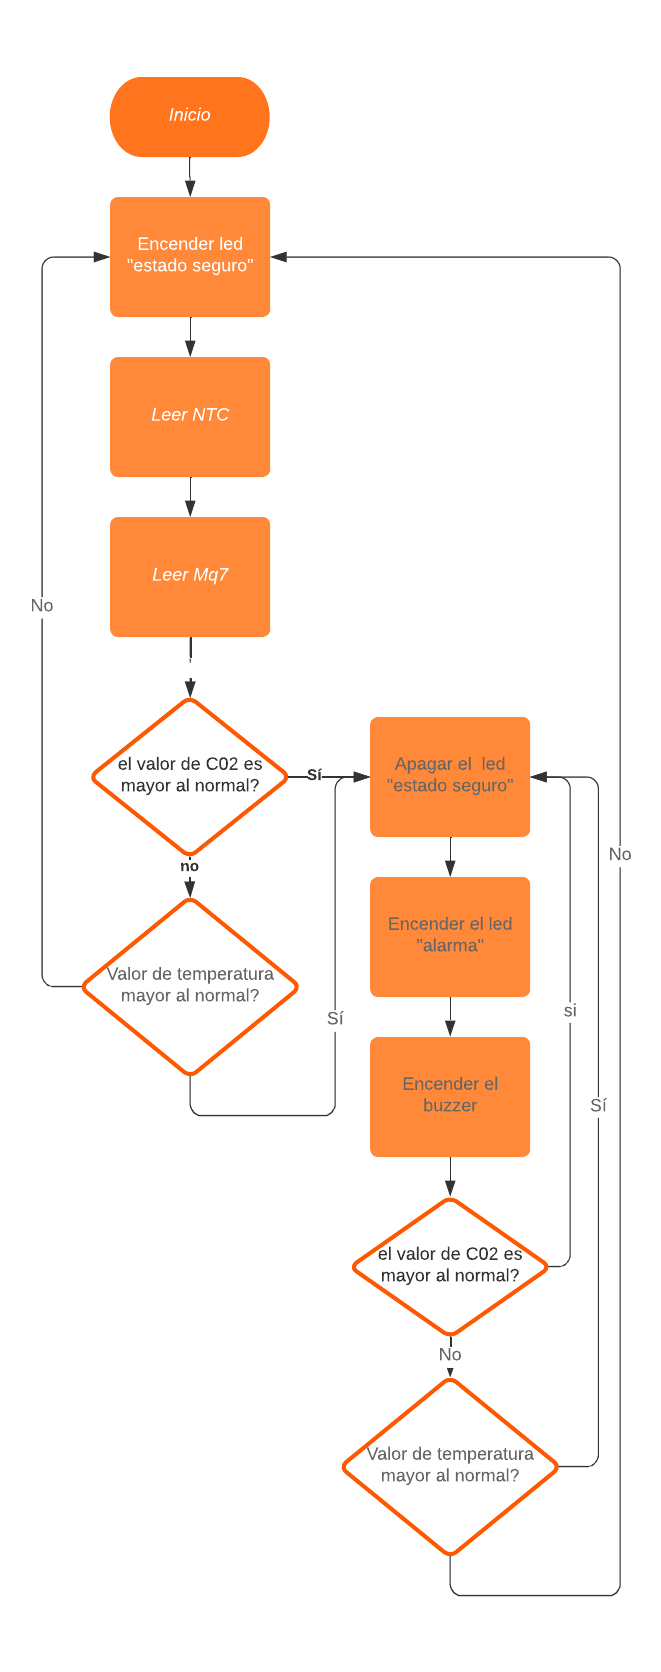 Inicio
Encender led
"estado seguro"
Leer NTC
Leer Mq7
No
el valor de C02 es
mayor al normal?
Sí
Apagar el led
"estado seguro"
no
No
Valor de temperatura
mayor al normal?
Encender el led
"alarma"
Sí
si
Encender el
buzzer
Sí
el valor de C02 es
mayor al normal?
No
Valor de temperatura
mayor al normal?